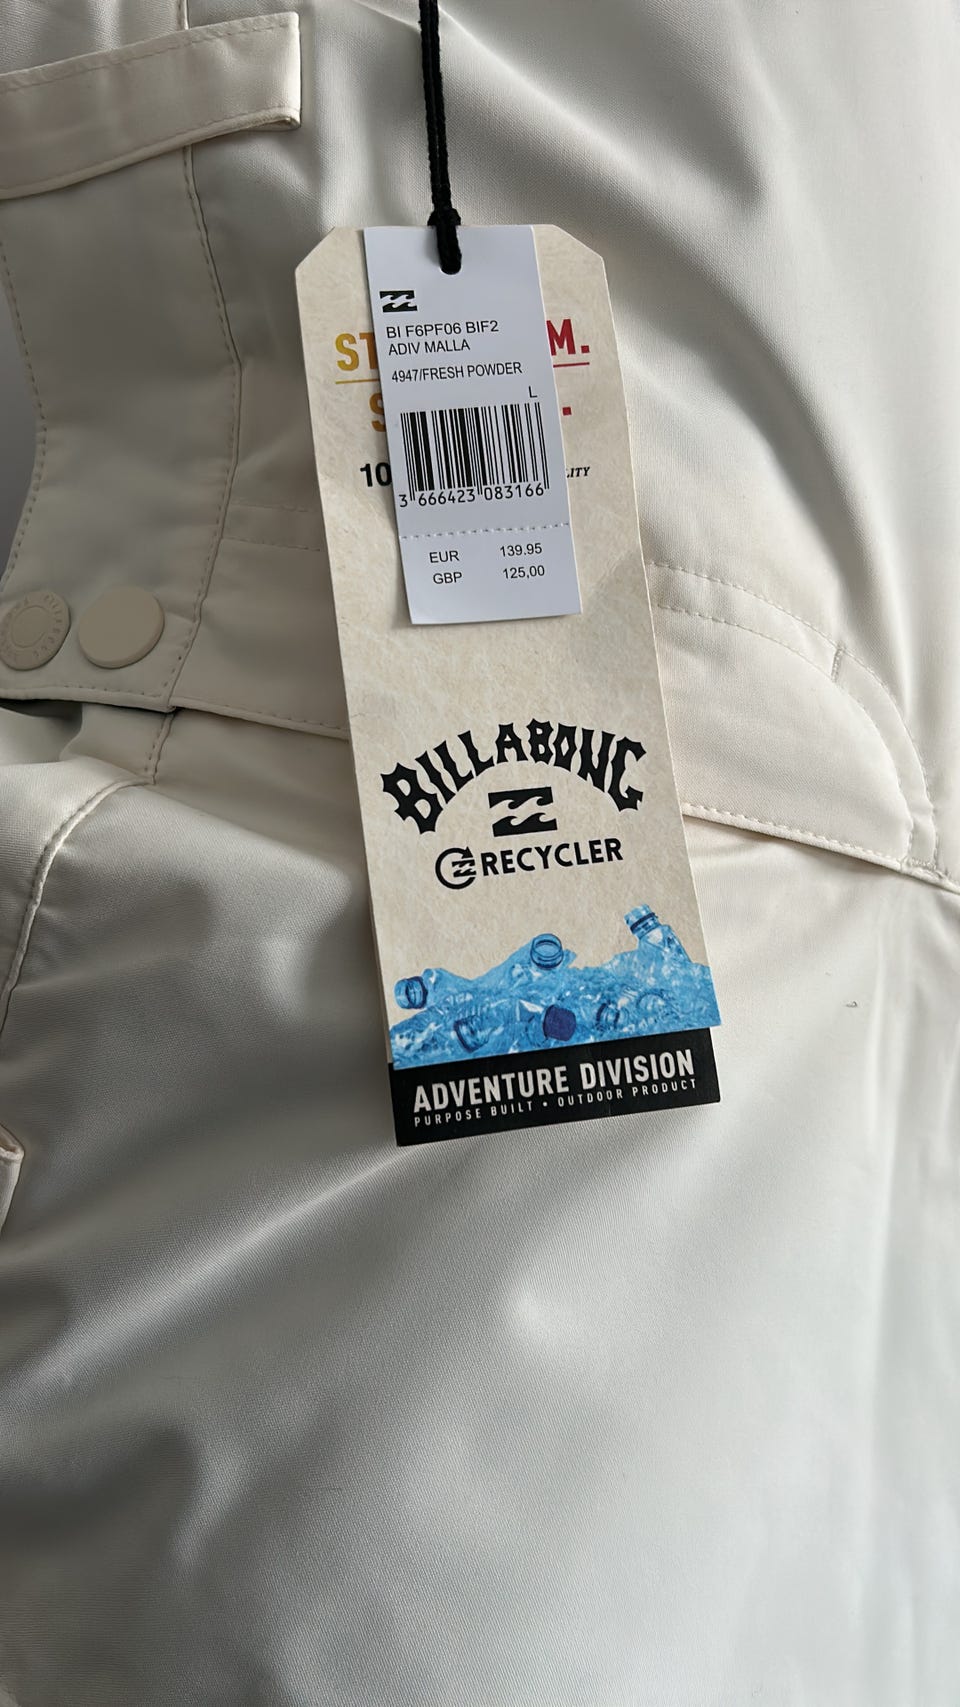 BI F6PF06 BIF2
ADIV MALLA
4947/FRESH POWDER
L
3 666423 083166
EUR 139.95
GBP 125,00
BILLABONG
RECYCLER
ADVENTURE DIVISION
PURPOSE BUILT • OUTDOOR PRODUCT